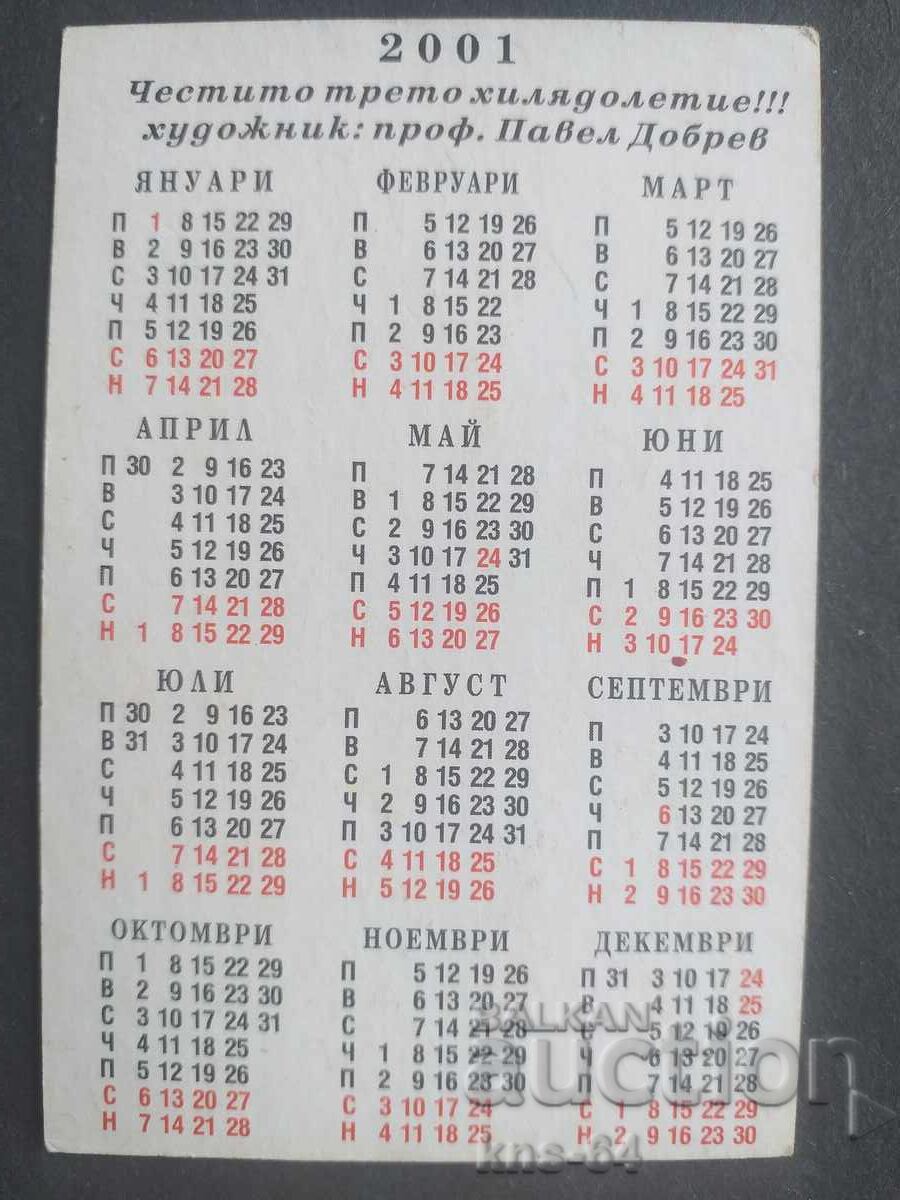 2001
Честито трето хилядолетие!!!
художник: проф. Павел Добрев
ЯНУАРИ
П 1 8 15 22 29
В 2 9 16 23 30
С 3 10 17 24 31
Ч 4 11 18 25
П 5 12 19 26
С 6 13 20 27
Н 7 14 21 28
ФЕВРУАРИ
П 5 12 19 26
В 6 13 20 27
С 7 14 21 28
Ч 1 8 15 22
П 2 9 16 23
С 3 10 17 24
Н 4 11 18 25
МАРТ
П 5 12 19 26
В 6 13 20 27
С 7 14 21 28
Ч 1 8 15 22 29
П 2 9 16 23 30
С 3 10 17 24 31
Н 4 11 18 25
АПРИЛ
П 30 2 9 16 23
В 3 10 17 24
С 4 11 18 25
Ч 5 12 19 26
П 6 13 20 27
С 7 14 21 28
Н 1 8 15 22 29
МАЙ
П 7 14 21 28
В 1 8 15 22 29
С 2 9 16 23 30
Ч 3 10 17 24 31
П 4 11 18 25
С 5 12 19 26
Н 6 13 20 27
ЮНИ
П 4 11 18 25
В 5 12 19 26
С 6 13 20 27
Ч 7 14 21 28
П 1 8 15 22 29
С 2 9 16 23 30
Н 3 10 17 24
ЮЛИ
П 30 2 9 16 23
В 31 3 10 17 24
С 4 11 18 25
Ч 5 12 19 26
П 6 13 20 27
С 7 14 21 28
Н 1 8 15 22 29
АВГУСТ
П 6 13 20 27
В 7 14 21 28
С 1 8 15 22 29
Ч 2 9 16 23 30
П 3 10 17 24 31
С 4 11 18 25
Н 5 12 19 26
СЕПТЕМВРИ
П 3 10 17 24
В 4 11 18 25
С 5 12 19 26
Ч 6 13 20 27
П 7 14 21 28
С 1 8 15 22 29
Н 2 9 16 23 30
ОКТОМВРИ
П 1 8 15 22 29
В 2 9 16 23 30
С 3 10 17 24 31
Ч 4 11 18 25
П 5 12 19 26
С 6 13 20 27
Н 7 14 21 28
НОЕМВРИ
П 5 12 19 26
В 6 13 20 27
С 7 14 21 28
Ч 1 8 15 22 29
П 2 9 16 23 30
С 3 10 17 24
Н 4 11 18 25
ДЕКЕМВРИ
П 31 3 10 17 24
В 4 11 18 25
С 5 12 19 26
Ч 6 13 20 27
П 7 14 21 28
С 1 8 15 22 29
Н 2 9 16 23 30
BALKAN
auction
kns-64